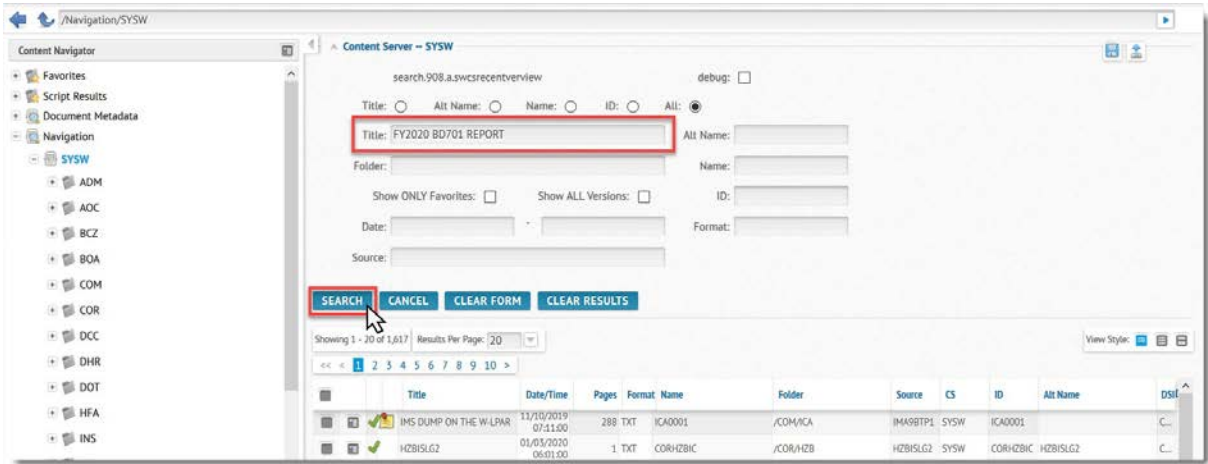 /Navigation/SYSW
Content Navigator
Favorites
Script Results
Document Metadata
Navigation
SYSW
ADM
AOC
BCZ
BOA
COM
COR
DCC
DHR
DOT
HFA
INS
Content Server -- SYSW
search.908.a.swcsrecentverview debug:
Title: Alt Name: Name: ID: All:
Title: FY2020 BD701 REPORT Alt Name:
Folder: Name:
Show ONLY Favorites: Show ALL Versions: ID:
Date: - Format:
Source:
SEARCH CANCEL CLEAR FORM CLEAR RESULTS
Showing 1 - 20 of 1,617 Results Per Page: 20 View Style:
<< < 1 2 3 4 5 6 7 8 9 10 >
Title Date/Time Pages Format Name Folder Source CS ID Alt Name DSID
IMS DUMP ON THE W-LPAR 11/10/2019 07:11:00 288 TXT ICA0001 /COM/ICA IMA9BTP1 SYSW ICA0001 C...
HZBISLG2 01/03/2020 06:01:00 1 TXT CORHZBIC /COR/HZB HZBISLG2 SYSW CORHZBIC HZBISLG2 C...